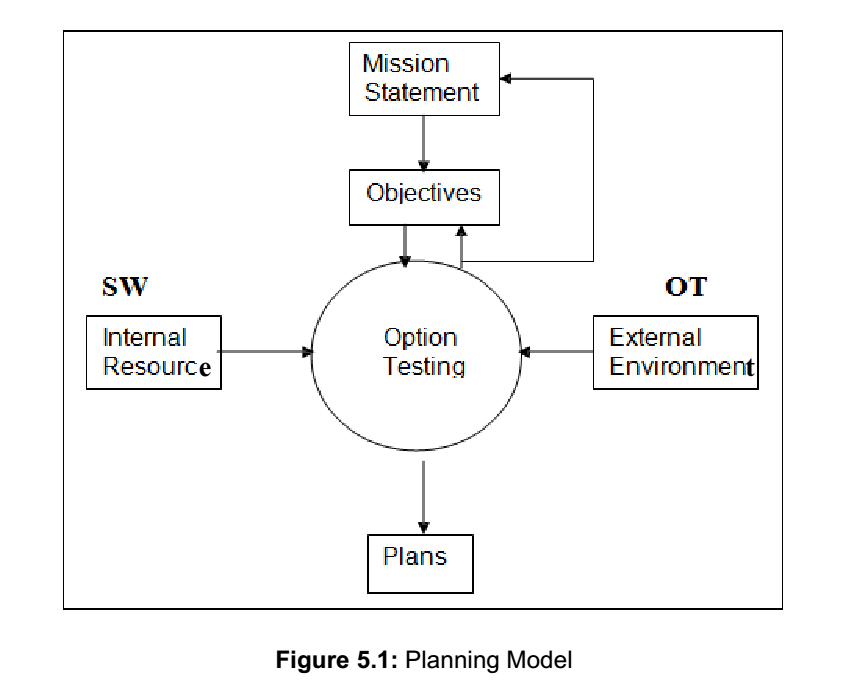 Mission
Statement
Objectives
SW
OT
Internal
Resource
Option
Testing
External
Environment
Plans
Figure 5.1: Planning Model